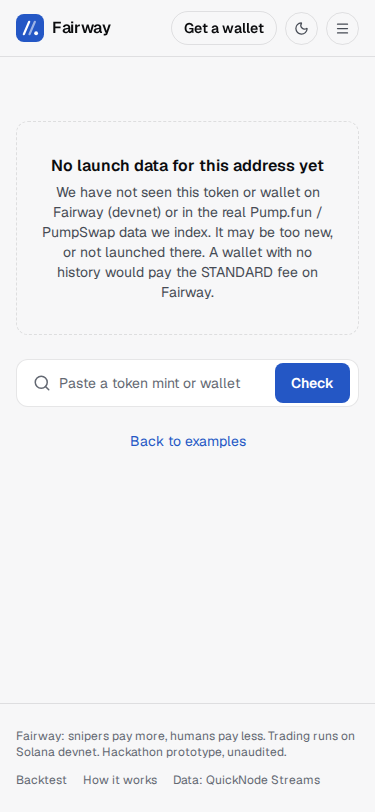 Fairway
Get a wallet
No launch data for this address yet
We have not seen this token or wallet on
Fairway (devnet) or in the real Pump.fun /
PumpSwap data we index. It may be too new,
or not launched there. A wallet with no
history would pay the STANDARD fee on
Fairway.
Paste a token mint or wallet
Check
Back to examples
Fairway: snipers pay more, humans pay less. Trading runs on
Solana devnet. Hackathon prototype, unaudited.
Backtest How it works Data: QuickNode Streams